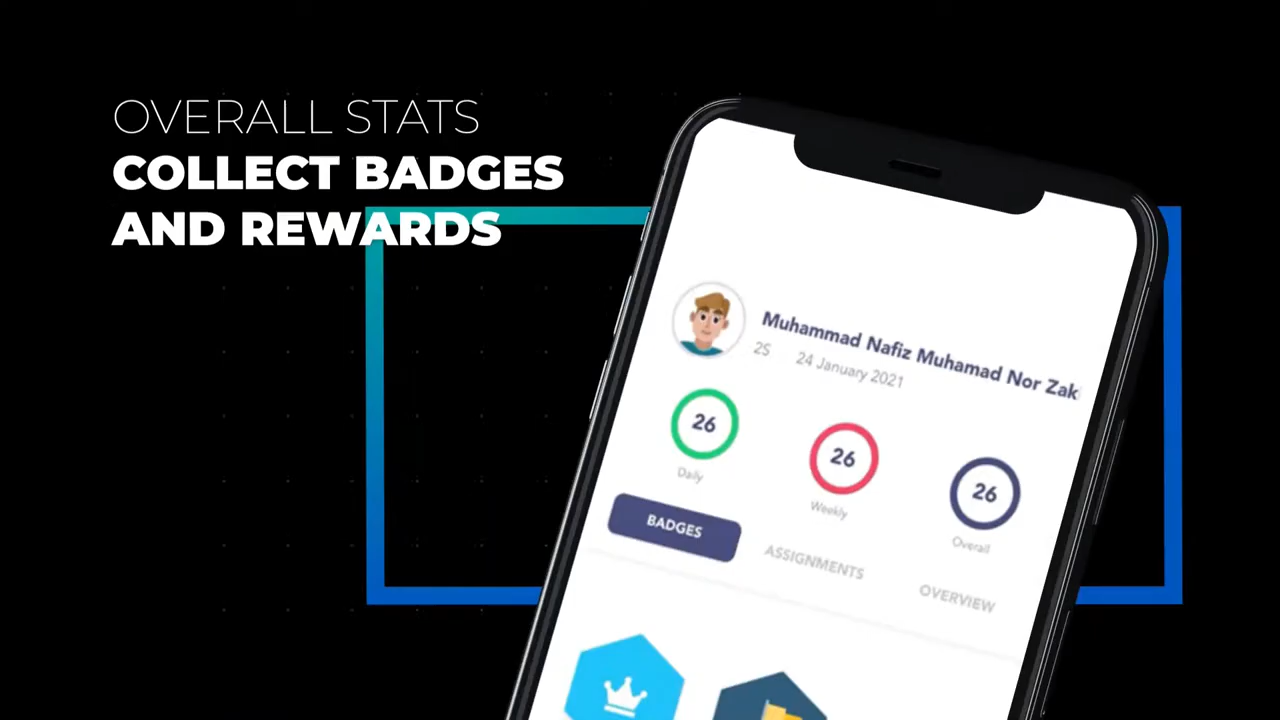 OVERALL STATS
COLLECT BADGES
AND REWARDS
Muhammad Nafiz Muhamad Nor Zaki
2S 24 January 2021
26 26 26
Daily Weekly Overall
BADGES ASSIGNMENTS OVERVIEW